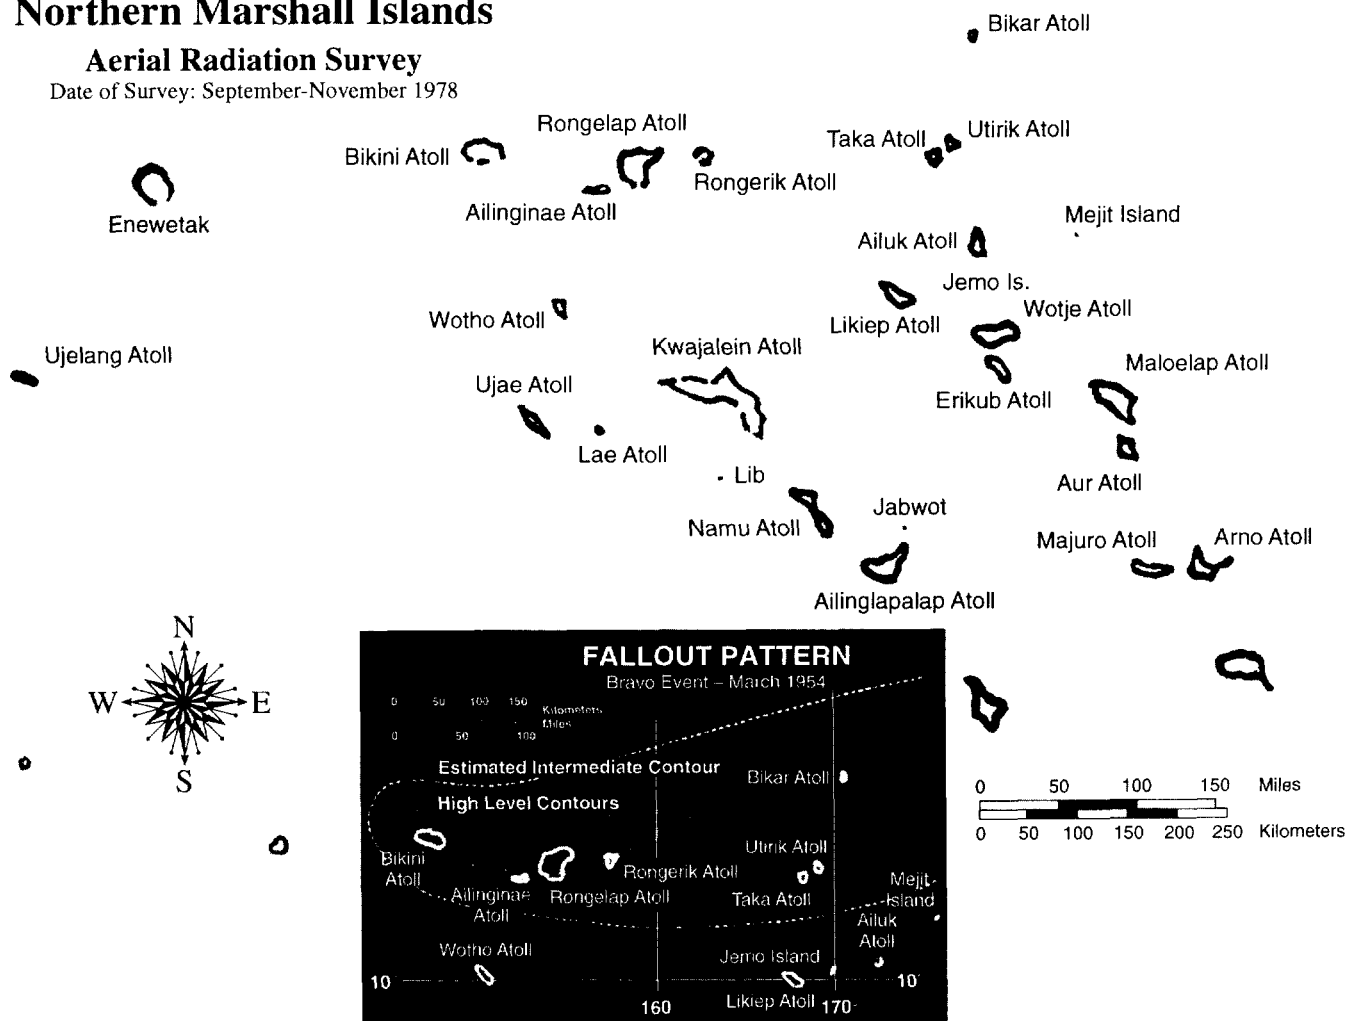 Northern Marshall Islands
Aerial Radiation Survey
Date of Survey: September-November 1978
Bikar Atoll
Rongelap Atoll
Taka Atoll
Utirik Atoll
Bikini Atoll
Rongerik Atoll
Ailinginae Atoll
Enewetak
Mejit Island
Ailuk Atoll
Jemo Is.
Wotho Atoll
Likiep Atoll
Wotje Atoll
Ujelang Atoll
Kwajalein Atoll
Maloelap Atoll
Ujae Atoll
Erikub Atoll
Lae Atoll
Lib
Aur Atoll
Jabwot
Namu Atoll
Majuro Atoll
Arno Atoll
Ailinglapalap Atoll
N
W
E
S
FALLOUT PATTERN
Bravo Event – March 1954
0 50 100 150
Kilometers
Miles
0 50 100
Estimated Intermediate Contour
Bikar Atoll
High Level Contours
Bikini
Atoll
Utirik Atoll
Rongerik Atoll
Ailinginae
Atoll
Rongelap Atoll
Taka Atoll
Mejit
Island
Ailuk
Atoll
Wotho Atoll
Jemo Island
10
10
Likiep Atoll
160
170
0 50 100 150 Miles
0 50 100 150 200 250 Kilometers